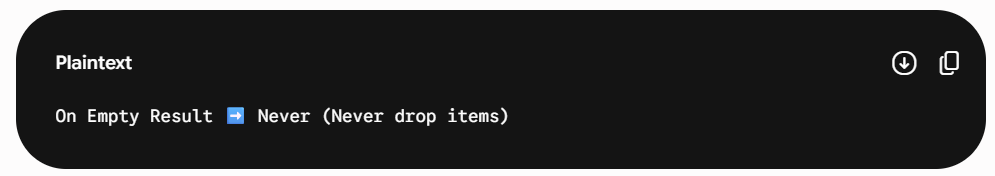 Plaintext
On Empty Result ➡️ Never (Never drop items)